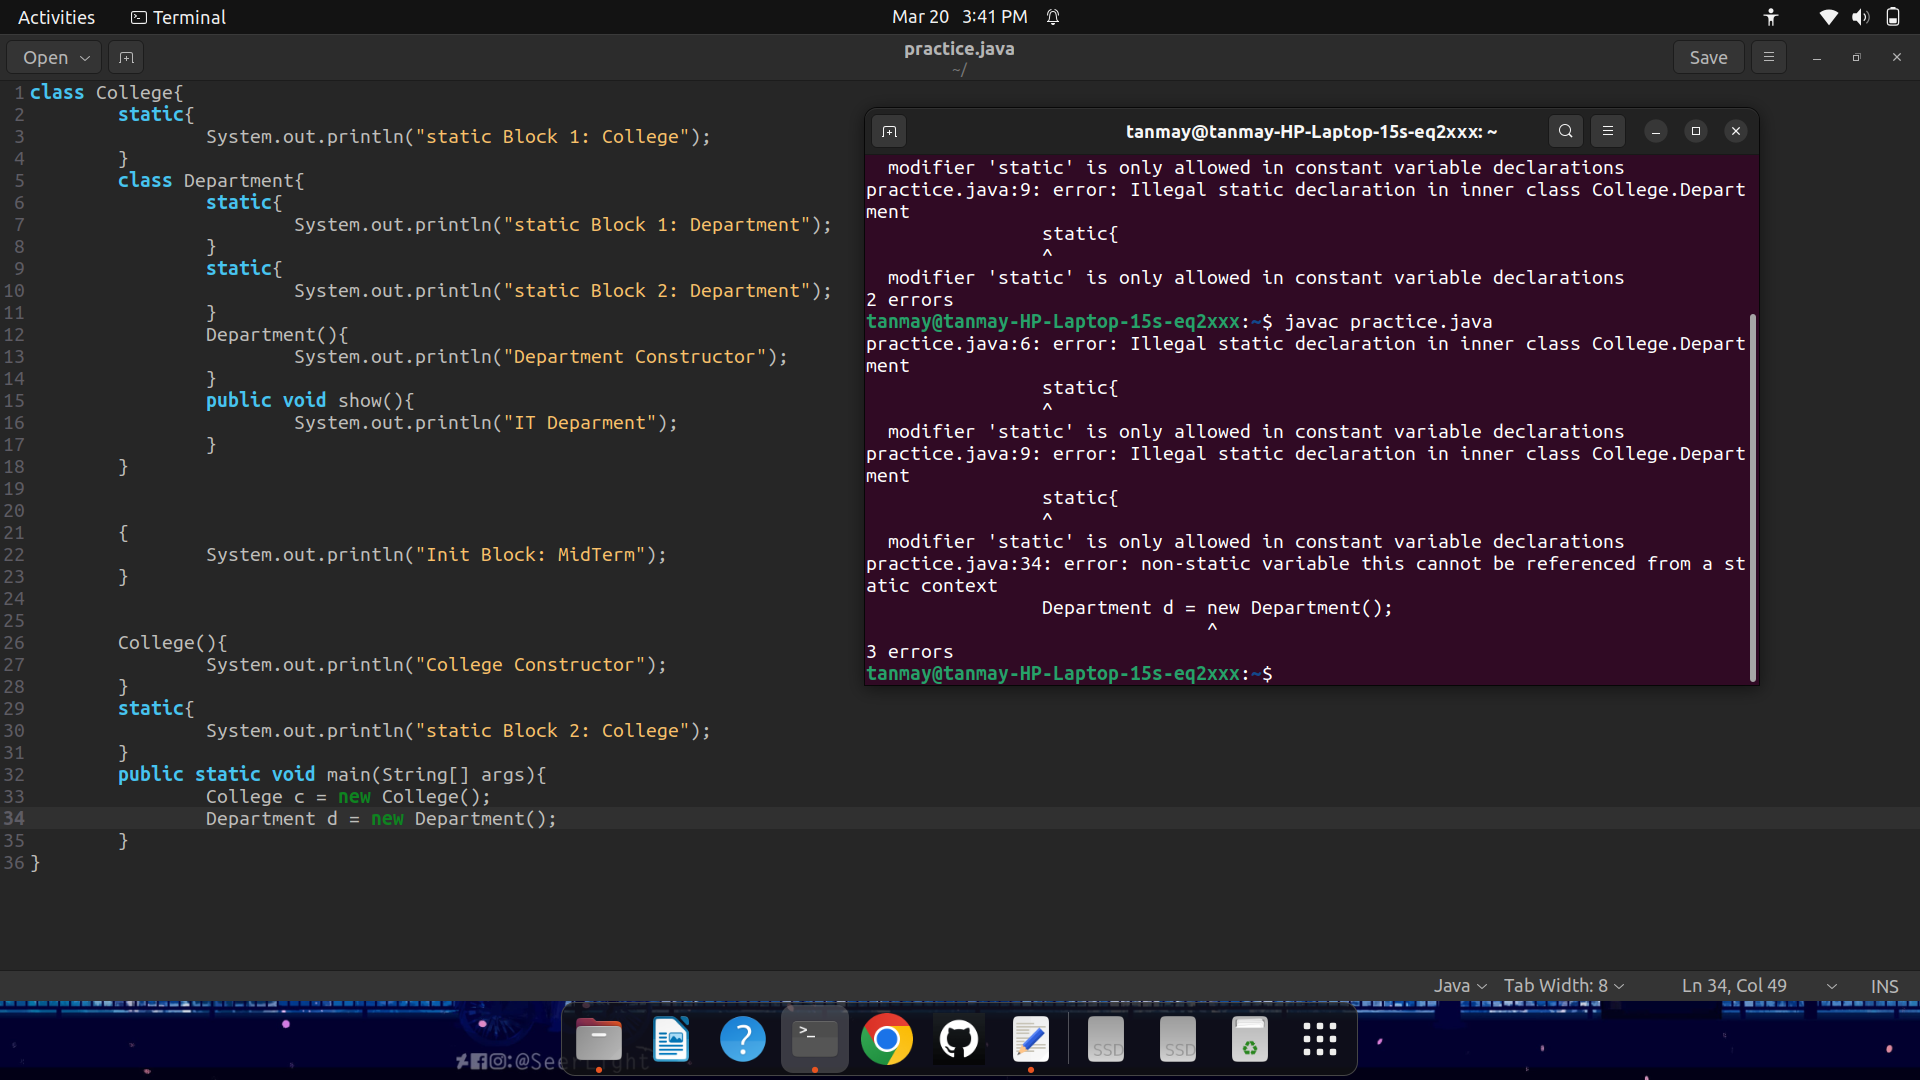 Activities Terminal Mar 20 3:41 PM
Open practice.java Save
~/
1 class College{
2 static{
3 System.out.println("static Block 1: College");
4 }
5 class Department{
6 static{
7 System.out.println("static Block 1: Department");
8 }
9 static{
10 System.out.println("static Block 2: Department");
11 }
12 Department(){
13 System.out.println("Department Constructor");
14 }
15 public void show(){
16 System.out.println("IT Deparment");
17 }
18 }
19
20
21 {
22 System.out.println("Init Block: MidTerm");
23 }
24
25
26 College(){
27 System.out.println("College Constructor");
28 }
29 static{
30 System.out.println("static Block 2: College");
31 }
32 public static void main(String[] args){
33 College c = new College();
34 Department d = new Department();
35 }
36 }
tanmay@tanmay-HP-Laptop-15s-eq2xxx: ~
modifier 'static' is only allowed in constant variable declarations
practice.java:9: error: Illegal static declaration in inner class College.Depart
ment
static{
^
modifier 'static' is only allowed in constant variable declarations
2 errors
tanmay@tanmay-HP-Laptop-15s-eq2xxx:~$ javac practice.java
practice.java:6: error: Illegal static declaration in inner class College.Depart
ment
static{
^
modifier 'static' is only allowed in constant variable declarations
practice.java:9: error: Illegal static declaration in inner class College.Depart
ment
static{
^
modifier 'static' is only allowed in constant variable declarations
practice.java:34: error: non-static variable this cannot be referenced from a st
atic context
Department d = new Department();
^
3 errors
tanmay@tanmay-HP-Laptop-15s-eq2xxx:~$
Java Tab Width: 8 Ln 34, Col 49 INS
SSD SSD
:@SeerLight